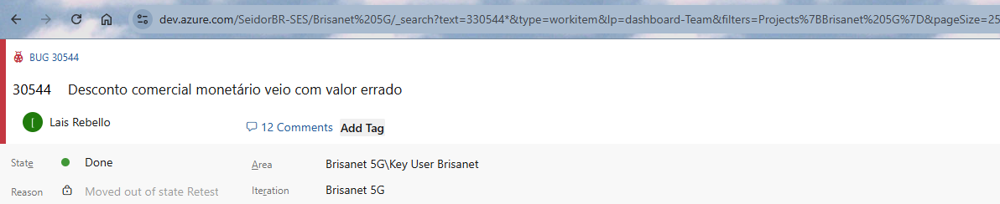 dev.azure.com/SeidorBR-SES/Brisanet%205G/_search?text=330544*&type=workitem&lp=dashboard-Team&filters=Projects%7BBrisanet%205G%7D&pageSize=25
BUG 30544
30544 Desconto comercial monetário veio com valor errado
[ Lais Rebello 12 Comments Add Tag
State Done Area Brisanet 5G\Key User Brisanet
Reason Moved out of state Retest Iteration Brisanet 5G